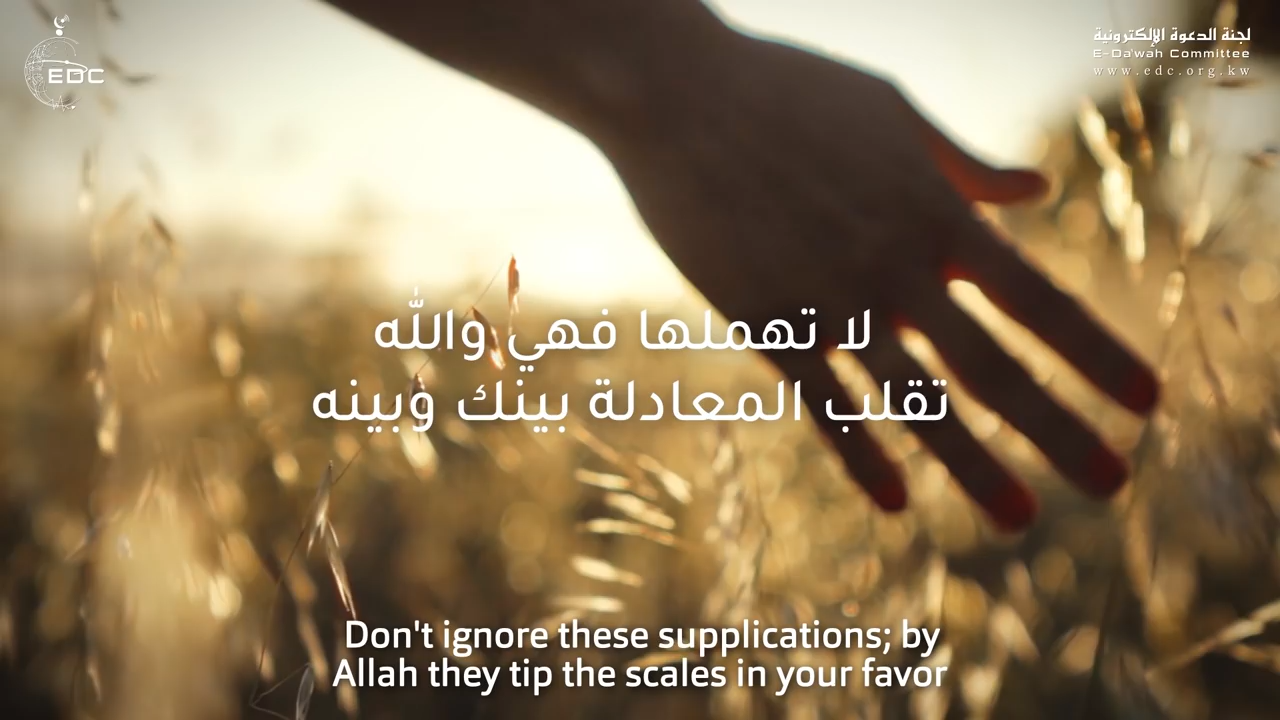 EDC
لجنة الدعوة الإلكترونية
E-Da'wah Committee
www.edc.org.kw
لا تهملها فهي والله
تقلب المعادلة بينك وبينه
Don't ignore these supplications; by
Allah they tip the scales in your favor